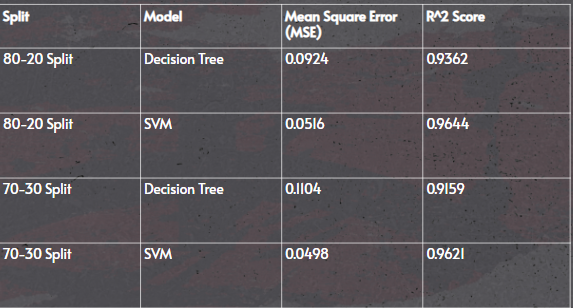 Split Model Mean Square Error (MSE) R^2 Score
80-20 Split Decision Tree 0.0924 0.9362
80-20 Split SVM 0.0516 0.9644
70-30 Split Decision Tree 0.1104 0.9159
70-30 Split SVM 0.0498 0.9621